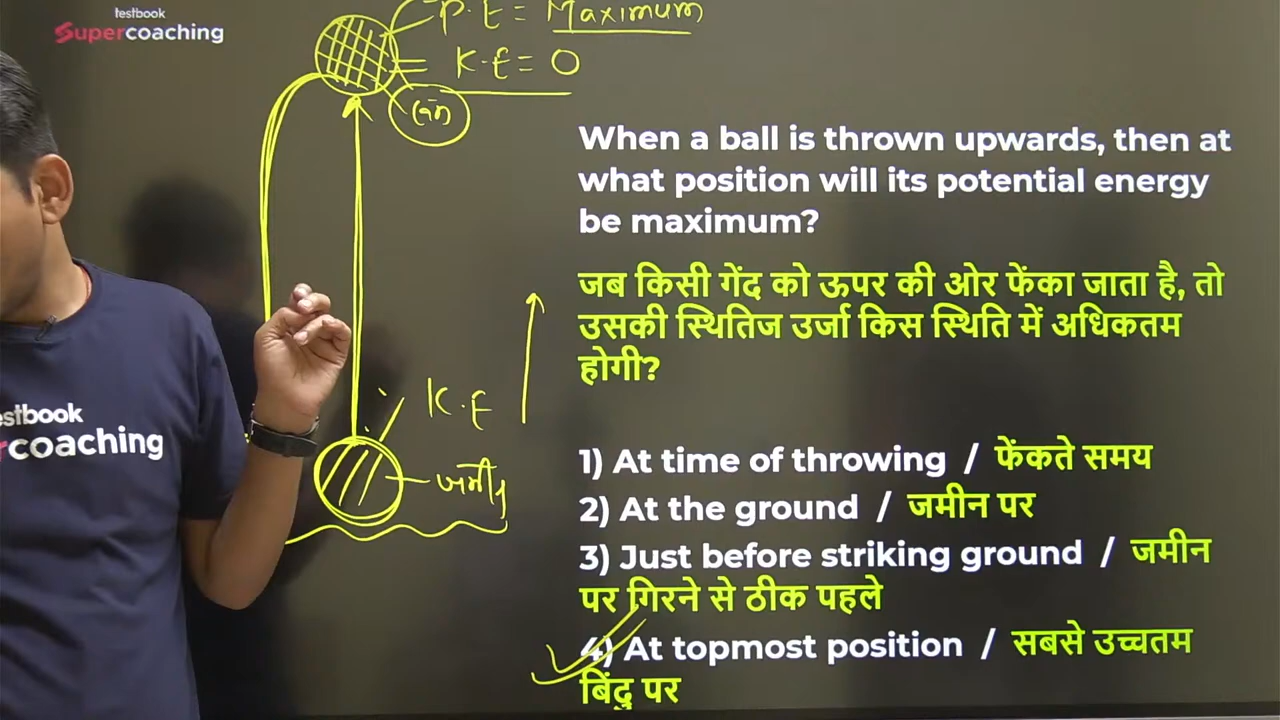 testbook
Supercoaching
P.E = Maximum
K.E = 0
When a ball is thrown upwards, then at
what position will its potential energy
be maximum?
जब किसी गेंद को ऊपर की ओर फेंका जाता है, तो
उसकी स्थितिज उर्जा किस स्थिति में अधिकतम
होगी?
K.E
estbook
rcoaching
1) At time of throwing / फेंकते समय
2) At the ground / जमीन पर
3) Just before striking ground / जमीन
पर गिरने से ठीक पहले
4) At topmost position / सबसे उच्चतम
बिंदु पर